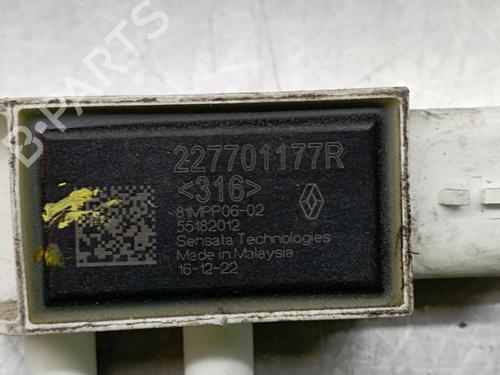 B-PARTS
227701177R
<316>
81MPP06-02
55182012
Sensata Technologies
Made in Malaysia
16-12-22